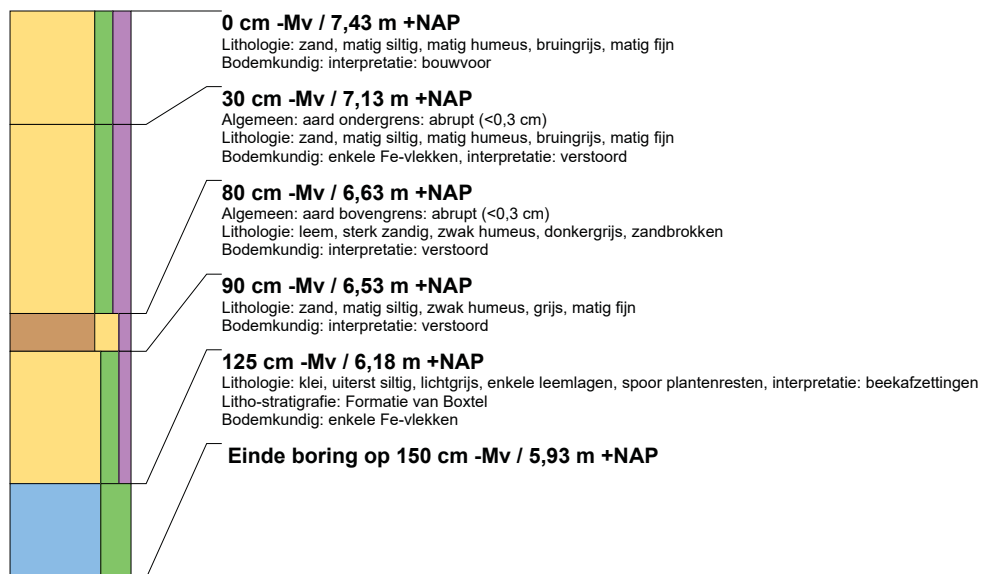 0 cm -Mv / 7,43 m +NAP
Lithologie: zand, matig siltig, matig humeus, bruingrijs, matig fijn
Bodemkundig: interpretatie: bouwvoor
30 cm -Mv / 7,13 m +NAP
Algemeen: aard ondergrens: abrupt (<0,3 cm)
Lithologie: zand, matig siltig, matig humeus, bruingrijs, matig fijn
Bodemkundig: enkele Fe-vlekken, interpretatie: verstoord
80 cm -Mv / 6,63 m +NAP
Algemeen: aard bovengrens: abrupt (<0,3 cm)
Lithologie: leem, sterk zandig, zwak humeus, donkergrijs, zandbrokken
Bodemkundig: interpretatie: verstoord
90 cm -Mv / 6,53 m +NAP
Lithologie: zand, matig siltig, zwak humeus, grijs, matig fijn
Bodemkundig: interpretatie: verstoord
125 cm -Mv / 6,18 m +NAP
Lithologie: klei, uiterst siltig, lichtgrijs, enkele leemlagen, spoor plantenresten, interpretatie: beekafzettingen
Litho-stratigrafie: Formatie van Boxtel
Bodemkundig: enkele Fe-vlekken
Einde boring op 150 cm -Mv / 5,93 m +NAP